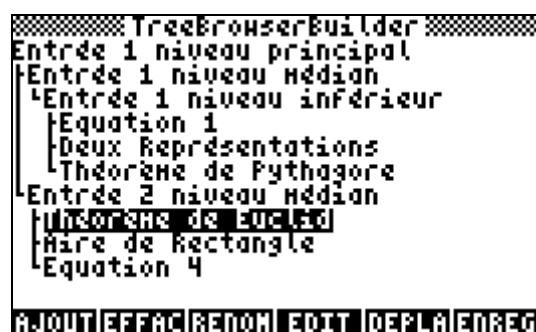 TreeBrowserBuilder
Entrée 1 niveau principal
Entrée 1 niveau médian
Entrée 1 niveau inférieur
Equation 1
Deux Représentations
Théorème de Pythagore
Entrée 2 niveau médian
Théorème de Euclid
Aire de Rectangle
Equation 4
AJOUT EFFAC RENOM EDIT DEPLA ENREG